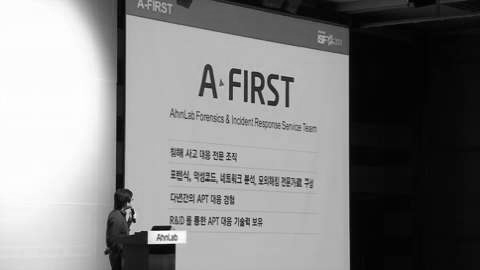 A-FIRST
ISF 2011
A-FIRST
AhnLab Forensics & Incident Response Service Team
침해 사고 대응 전문 조직
포렌식, 악성코드, 네트워크 분석, 모의해킹 전문가로 구성
다년간의 APT 대응 경험
R&D 를 통한 APT 대응 기술력 보유
AhnLab